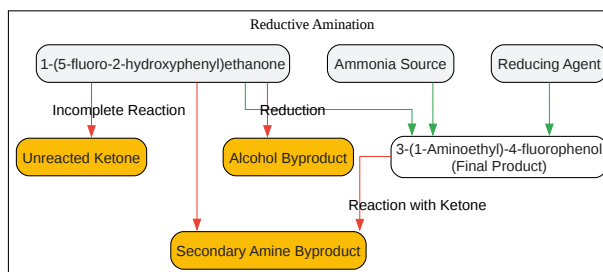 Reductive Amination
1-(5-fluoro-2-hydroxyphenyl)ethanone
Ammonia Source
Reducing Agent
Incomplete Reaction
Reduction
Unreacted Ketone
Alcohol Byproduct
3-(1-Aminoethyl)-4-fluorophenol
(Final Product)
Reaction with Ketone
Secondary Amine Byproduct